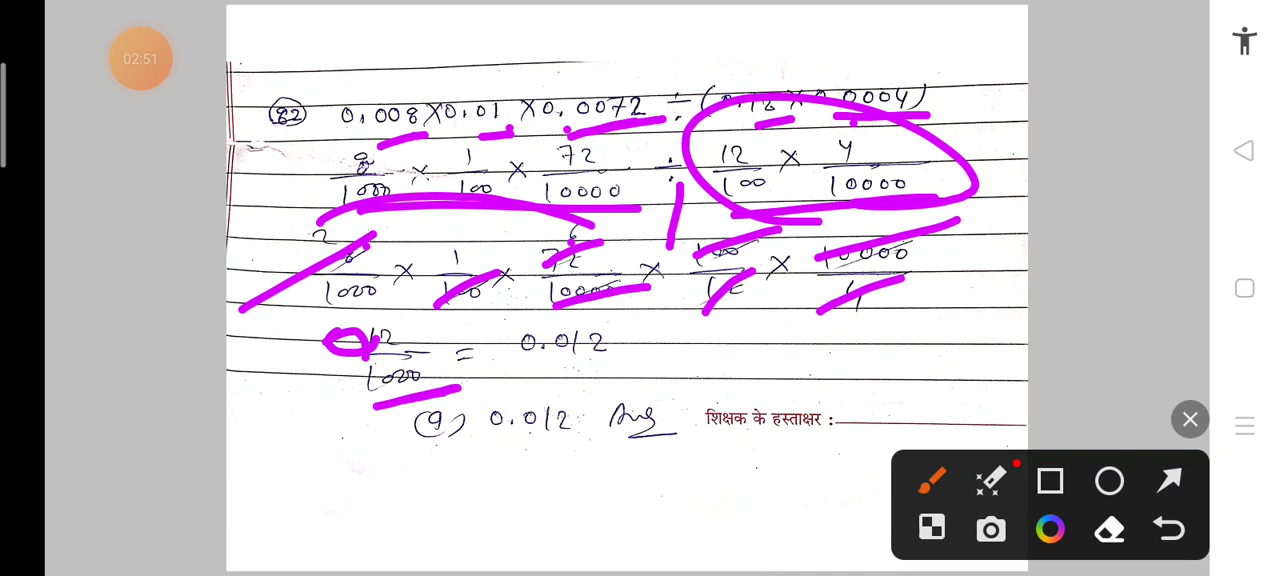 02:51
82 0.008×0.01×0.0072÷(0.12×0.0004)
8/1000 × 1/100 × 72/10000 ÷ 12/100 × 4/10000
2 6
8/1000 × 1/100 × 72/10000 × 100/12 × 10000/4
12/1000 = 0.012
(a) 0.012 Ans शिक्षक के हस्ताक्षर :